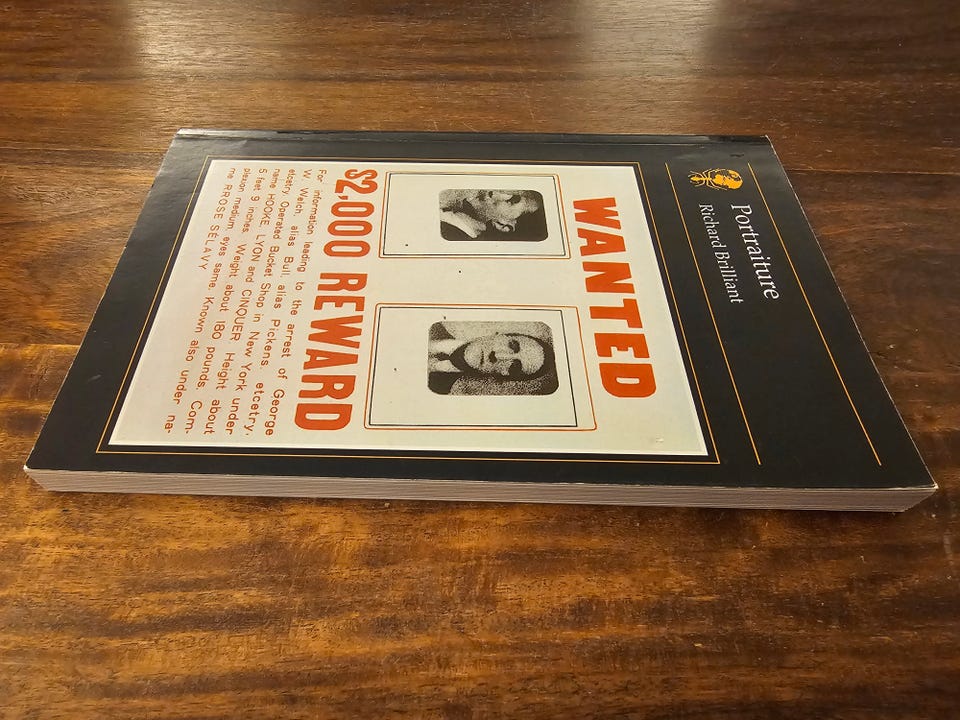 Portraiture
Richard Brilliant
WANTED
$2,000 REWARD
For information leading to the arrest of George
W. Welch, alias Bull, alias Pickens. etcetry,
etcetry. Operated Bucket Shop in New York under
name HOOKE, LYON and CINQUER. Height about
5 feet 9 inches. Weight about 180 pounds. Com-
plexion medium, eyes same. Known also under na-
me RROSE SÉLAVY